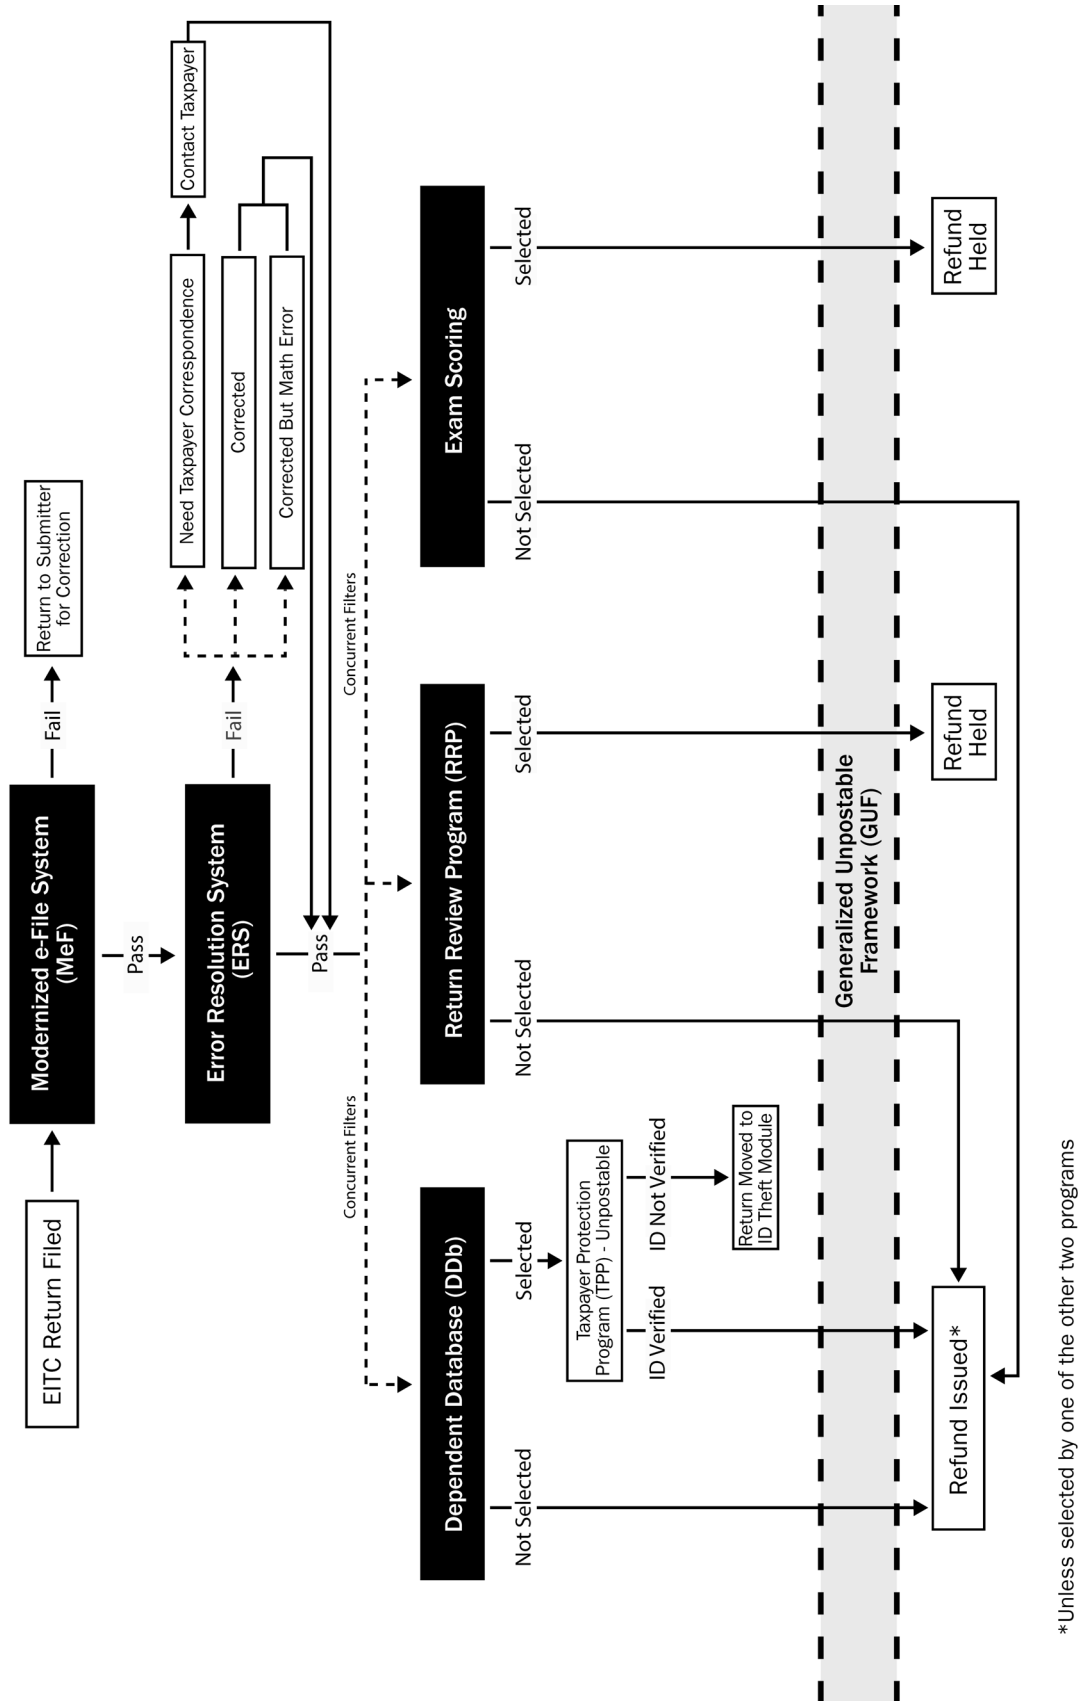 EITC Return Filed
Modernized e-File System
(MeF)
Fail
Return to Submitter
for Correction
Pass
Error Resolution System
(ERS)
Fail
Need Taxpayer Correspondence
Contact Taxpayer
Corrected
Corrected But Math Error
Pass
Concurrent Filters
Concurrent Filters
Dependent Database (DDb)
Return Review Program (RRP)
Exam Scoring
Not Selected
Selected
Not Selected
Selected
Not Selected
Selected
Taxpayer Protection
Program (TPP) - Unpostable
ID Verified
ID Not Verified
Return Moved to
ID Theft Module
Generalized Unpostable
Framework (GUF)
Refund Issued*
Refund
Held
Refund
Held
*Unless selected by one of the other two programs